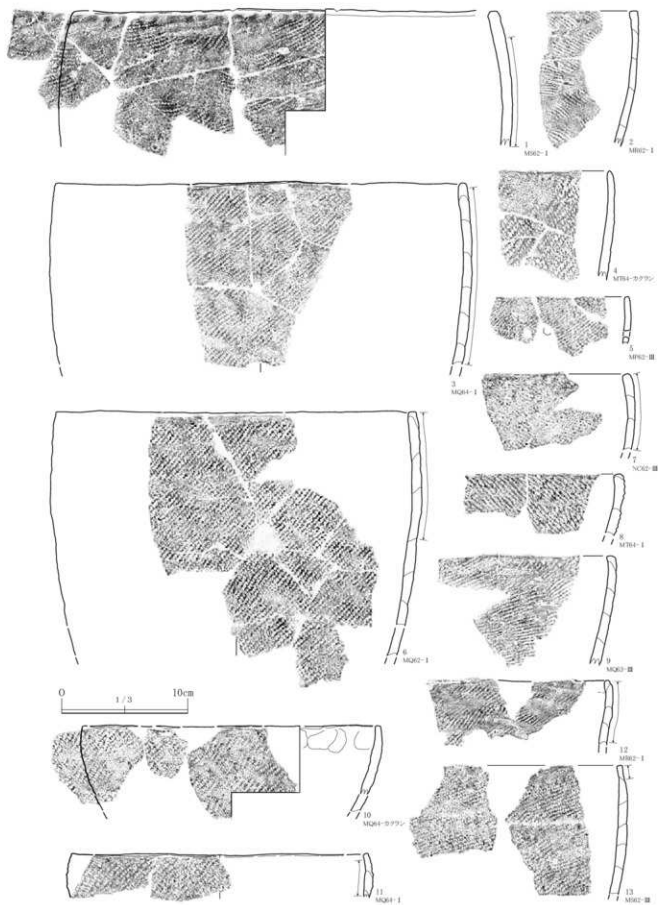 1
MS62-Ⅰ
2
MR62-Ⅰ
3
MQ64-Ⅰ
4
MT64-カクラン
5
MP62-Ⅲ
6
MQ62-Ⅰ
7
NC62-Ⅲ
8
MT64-Ⅰ
9
MQ63-Ⅲ
0 1/3 10cm
10
MQ64-カクラン
11
MQ64-Ⅰ
12
MR62-Ⅰ
13
MS62-Ⅲ